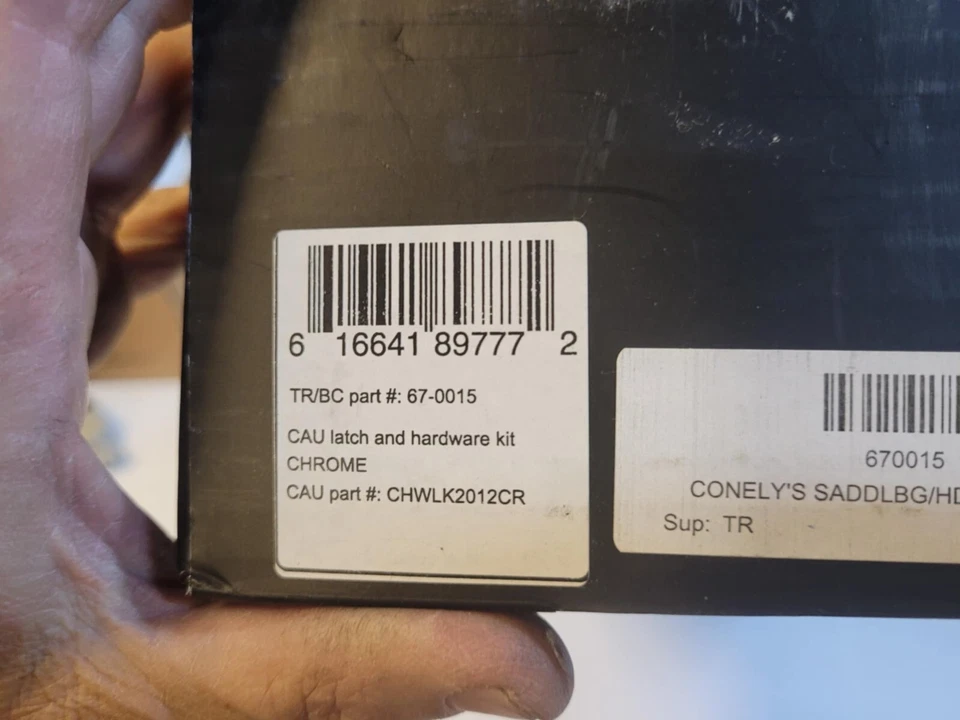 6 16641 89777 2
TR/BC part #: 67-0015
CAU latch and hardware kit
CHROME
CAU part #: CHWLK2012CR
670015
CONELY'S SADDLBG/HD
Sup: TR